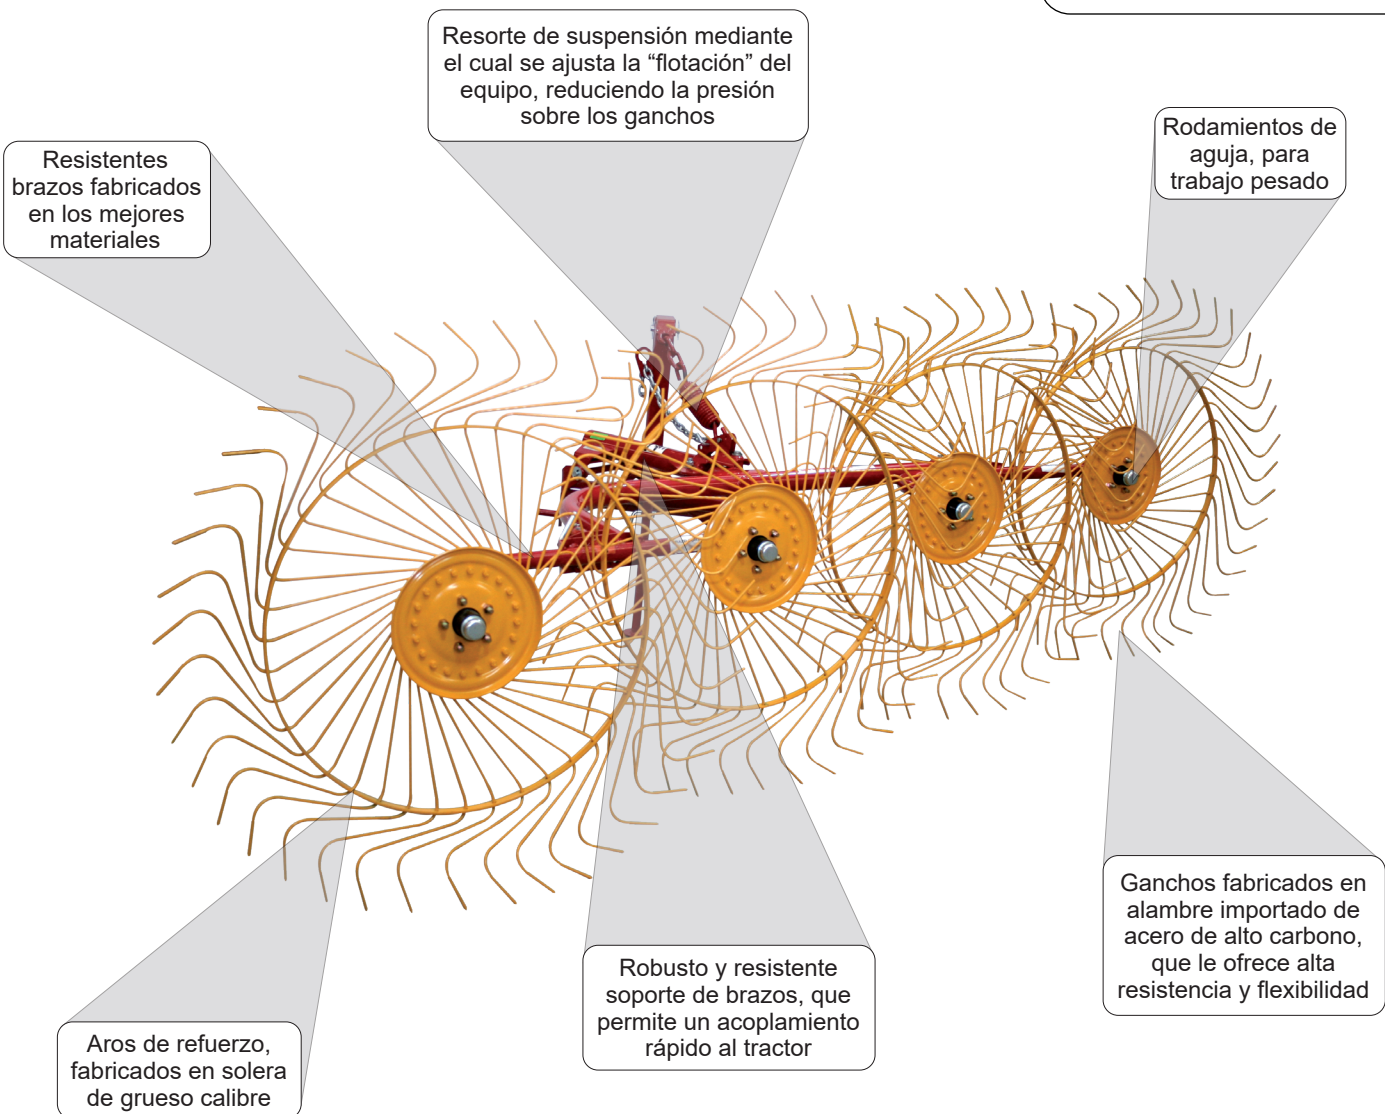 Resorte de suspensión mediante
el cual se ajusta la “flotación” del
equipo, reduciendo la presión
sobre los ganchos
Rodamientos de
aguja, para
trabajo pesado
Resistentes
brazos fabricados
en los mejores
materiales
Ganchos fabricados en
alambre importado de
acero de alto carbono,
que le ofrece alta
resistencia y flexibilidad
Robusto y resistente
soporte de brazos, que
permite un acoplamiento
rápido al tractor
Aros de refuerzo,
fabricados en solera
de grueso calibre